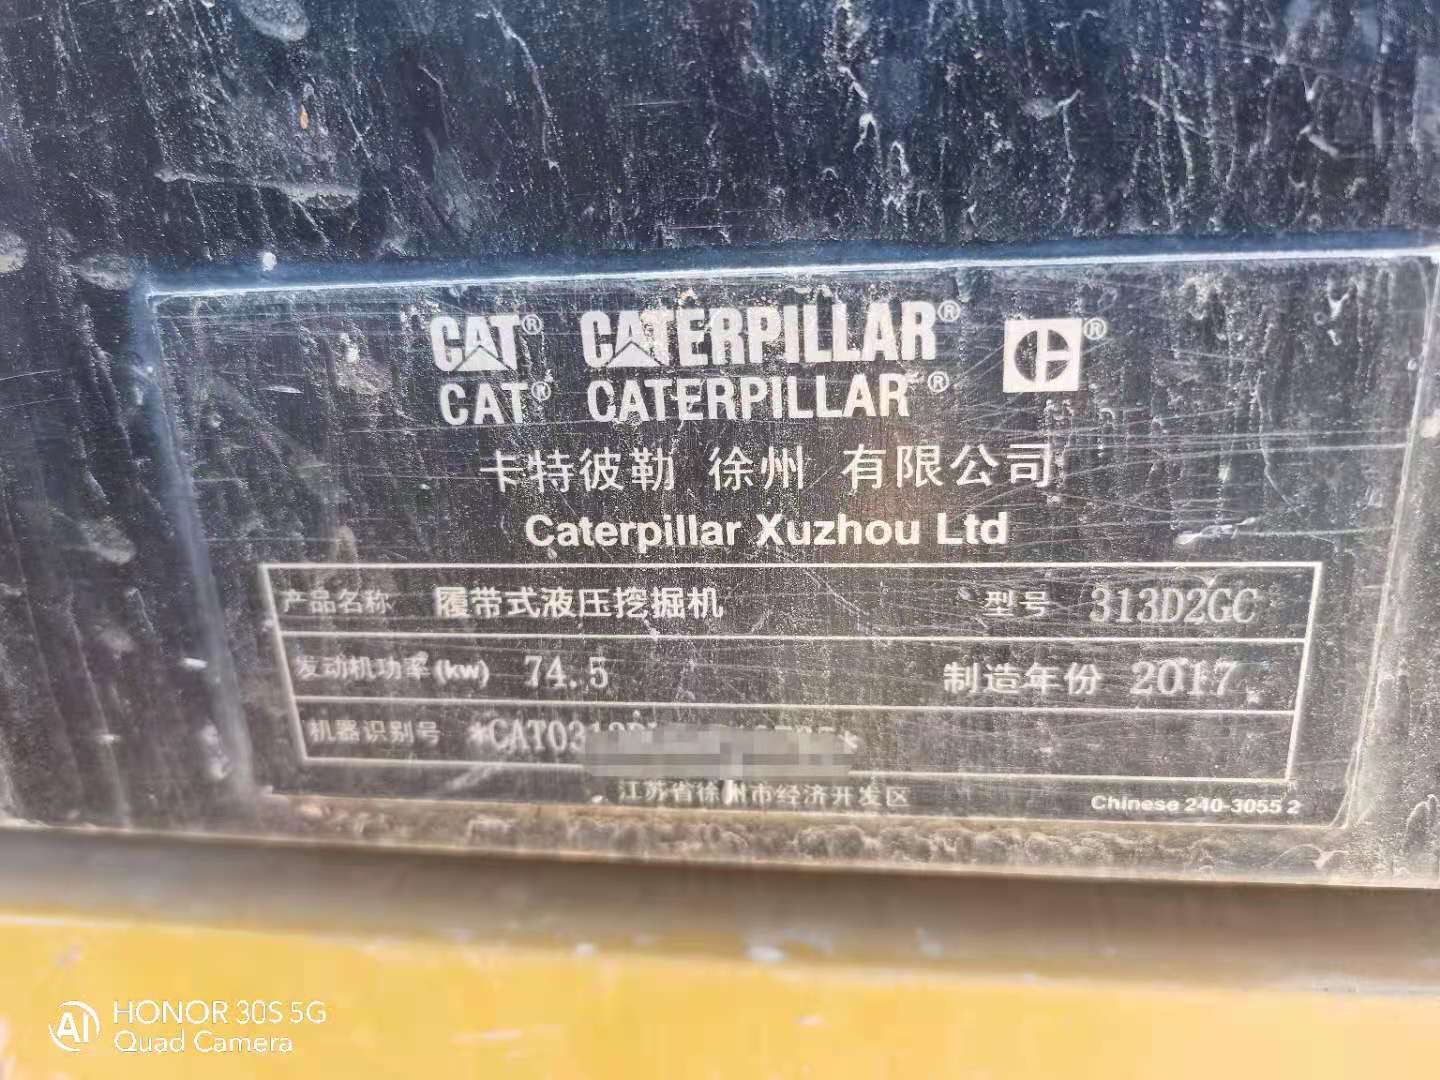 CAT® CATERPILLAR® ®
CAT® CATERPILLAR®
卡特彼勒 徐州 有限公司
Caterpillar Xuzhou Ltd
产品名称 履带式液压挖掘机 型号 313D2GC
发动机功率(kw) 74.5 制造年份 2017
机器识别号
江苏省徐州市经济开发区
Chinese 240-3055 2
AI HONOR 30S 5G
Quad Camera